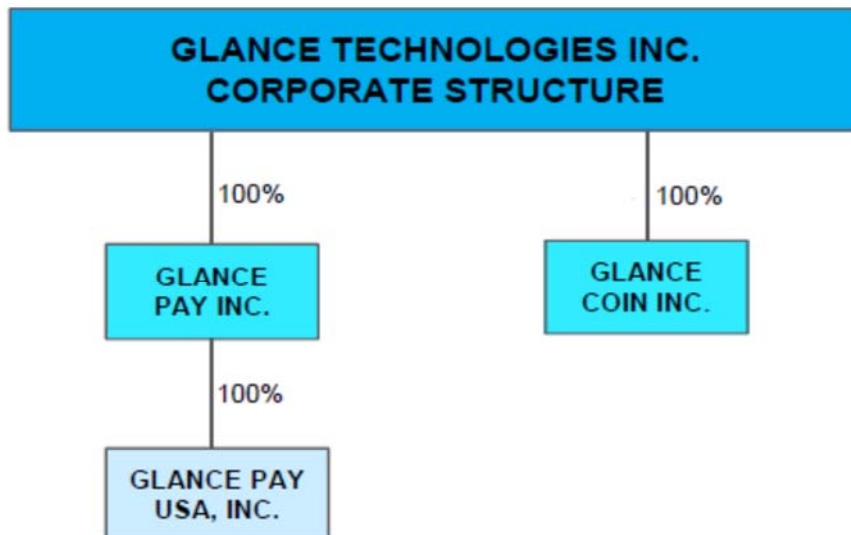 GLANCE TECHNOLOGIES INC.
CORPORATE STRUCTURE
100%
100%
GLANCE
PAY INC.
GLANCE
COIN INC.
100%
GLANCE PAY
USA, INC.